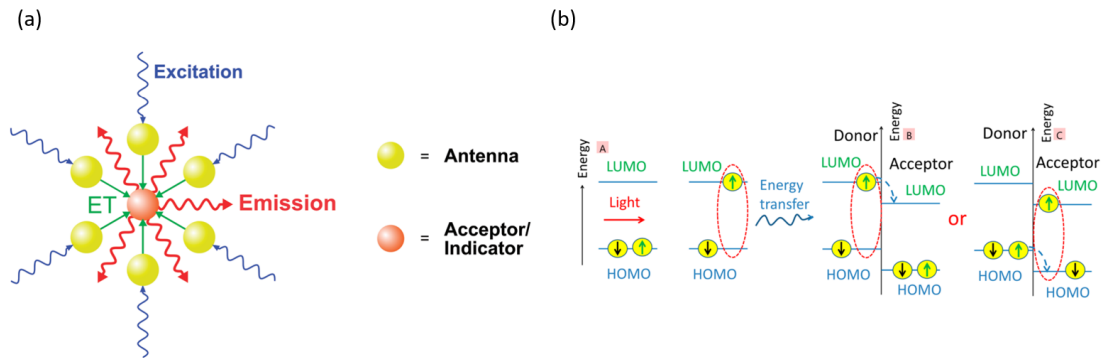 (a)
Excitation
ET
Emission
= Antenna
= Acceptor/
Indicator
(b)
Energy
A
LUMO
Light
HOMO
LUMO
HOMO
Energy
transfer
Donor
Energy
B
LUMO
Acceptor
LUMO
HOMO
HOMO
or
Donor
Energy
C
LUMO
Acceptor
LUMO
HOMO
HOMO